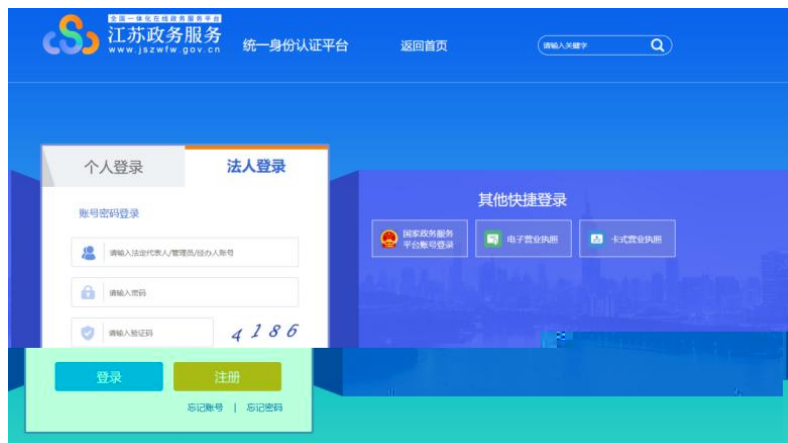 全国一体化在线政务服务平台
江苏政务服务
www.jszwfw.gov.cn
统一身份认证平台 返回首页 请输入关键字
个人登录 法人登录
账号密码登录
请输入法定代表人/管理员/经办人账号
请输入密码
请输入验证码 4186
登录 注册
忘记账号 | 忘记密码
其他快捷登录
国家政务服务
平台账号登录
电子营业执照
卡式营业执照